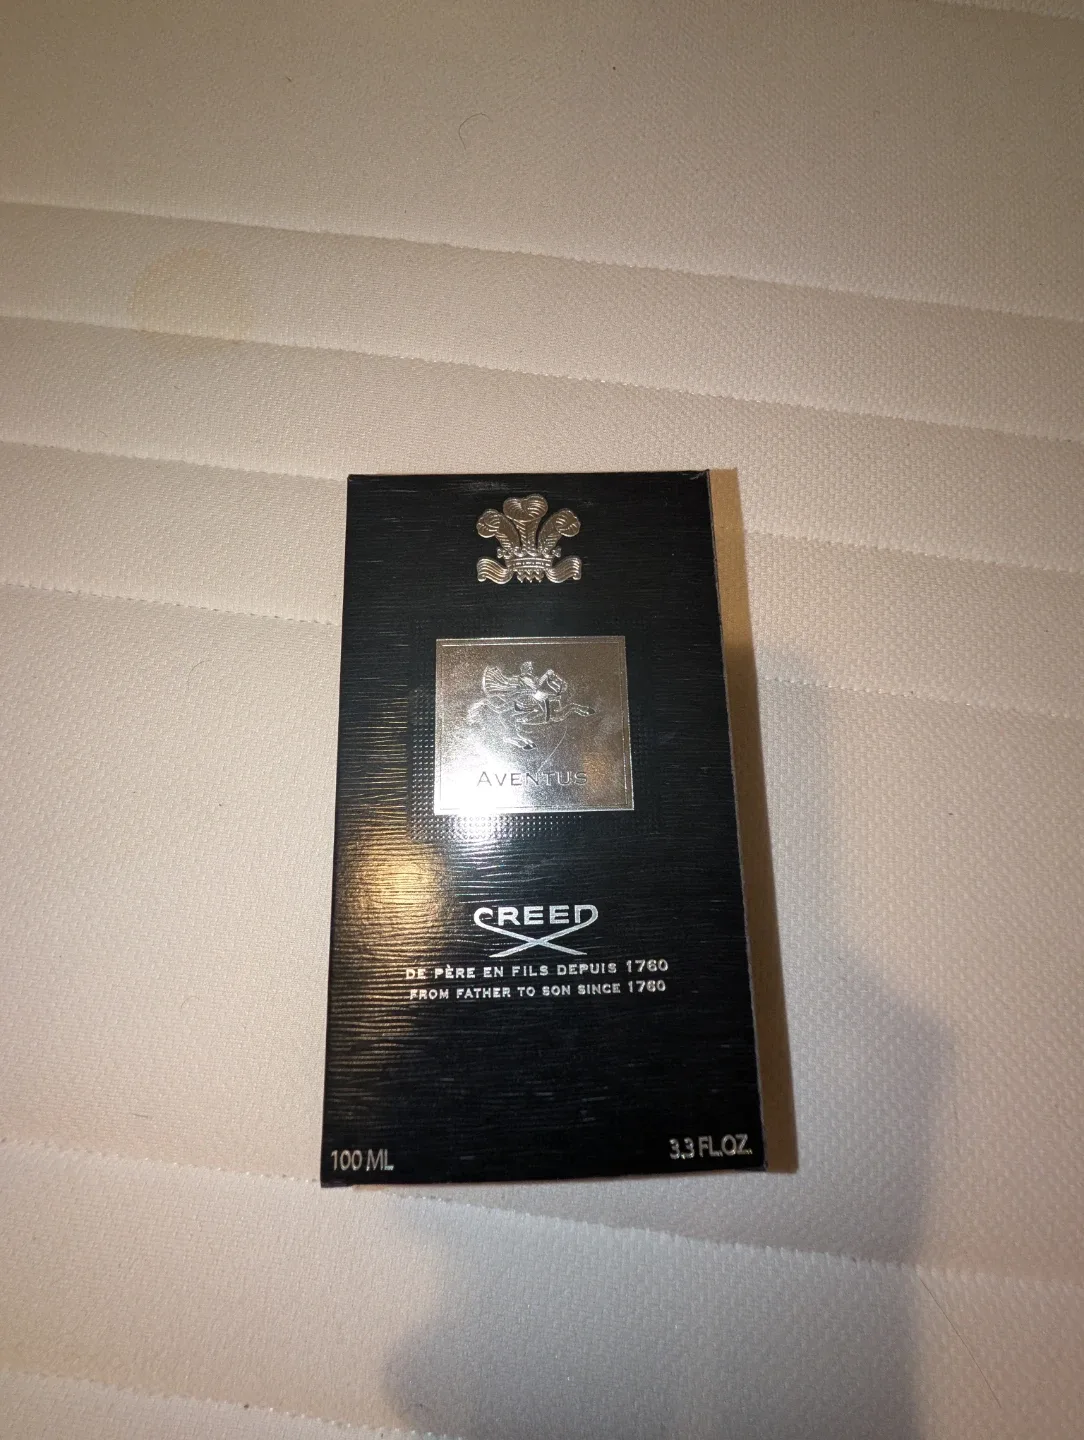 AVENTUS
CREED
DE PÈRE EN FILS DEPUIS 1760
FROM FATHER TO SON SINCE 1760
100 ML
3.3 FL.OZ.